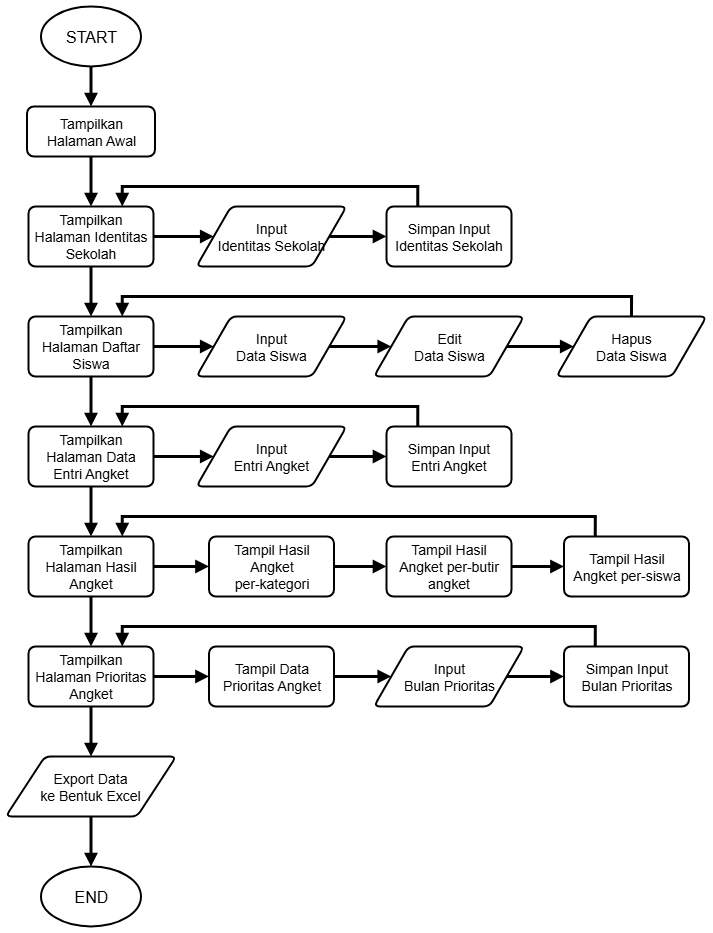 START
Tampilkan
Halaman Awal
Tampilkan
Halaman Identitas
Sekolah
Input
Identitas Sekolah
Simpan Input
Identitas Sekolah
Tampilkan
Halaman Daftar
Siswa
Input
Data Siswa
Edit
Data Siswa
Hapus
Data Siswa
Tampilkan
Halaman Data
Entri Angket
Input
Entri Angket
Simpan Input
Entri Angket
Tampilkan
Halaman Hasil
Angket
Tampil Hasil
Angket
per-kategori
Tampil Hasil
Angket per-butir
angket
Tampil Hasil
Angket per-siswa
Tampilkan
Halaman Prioritas
Angket
Tampil Data
Prioritas Angket
Input
Bulan Prioritas
Simpan Input
Bulan Prioritas
Export Data
ke Bentuk Excel
END